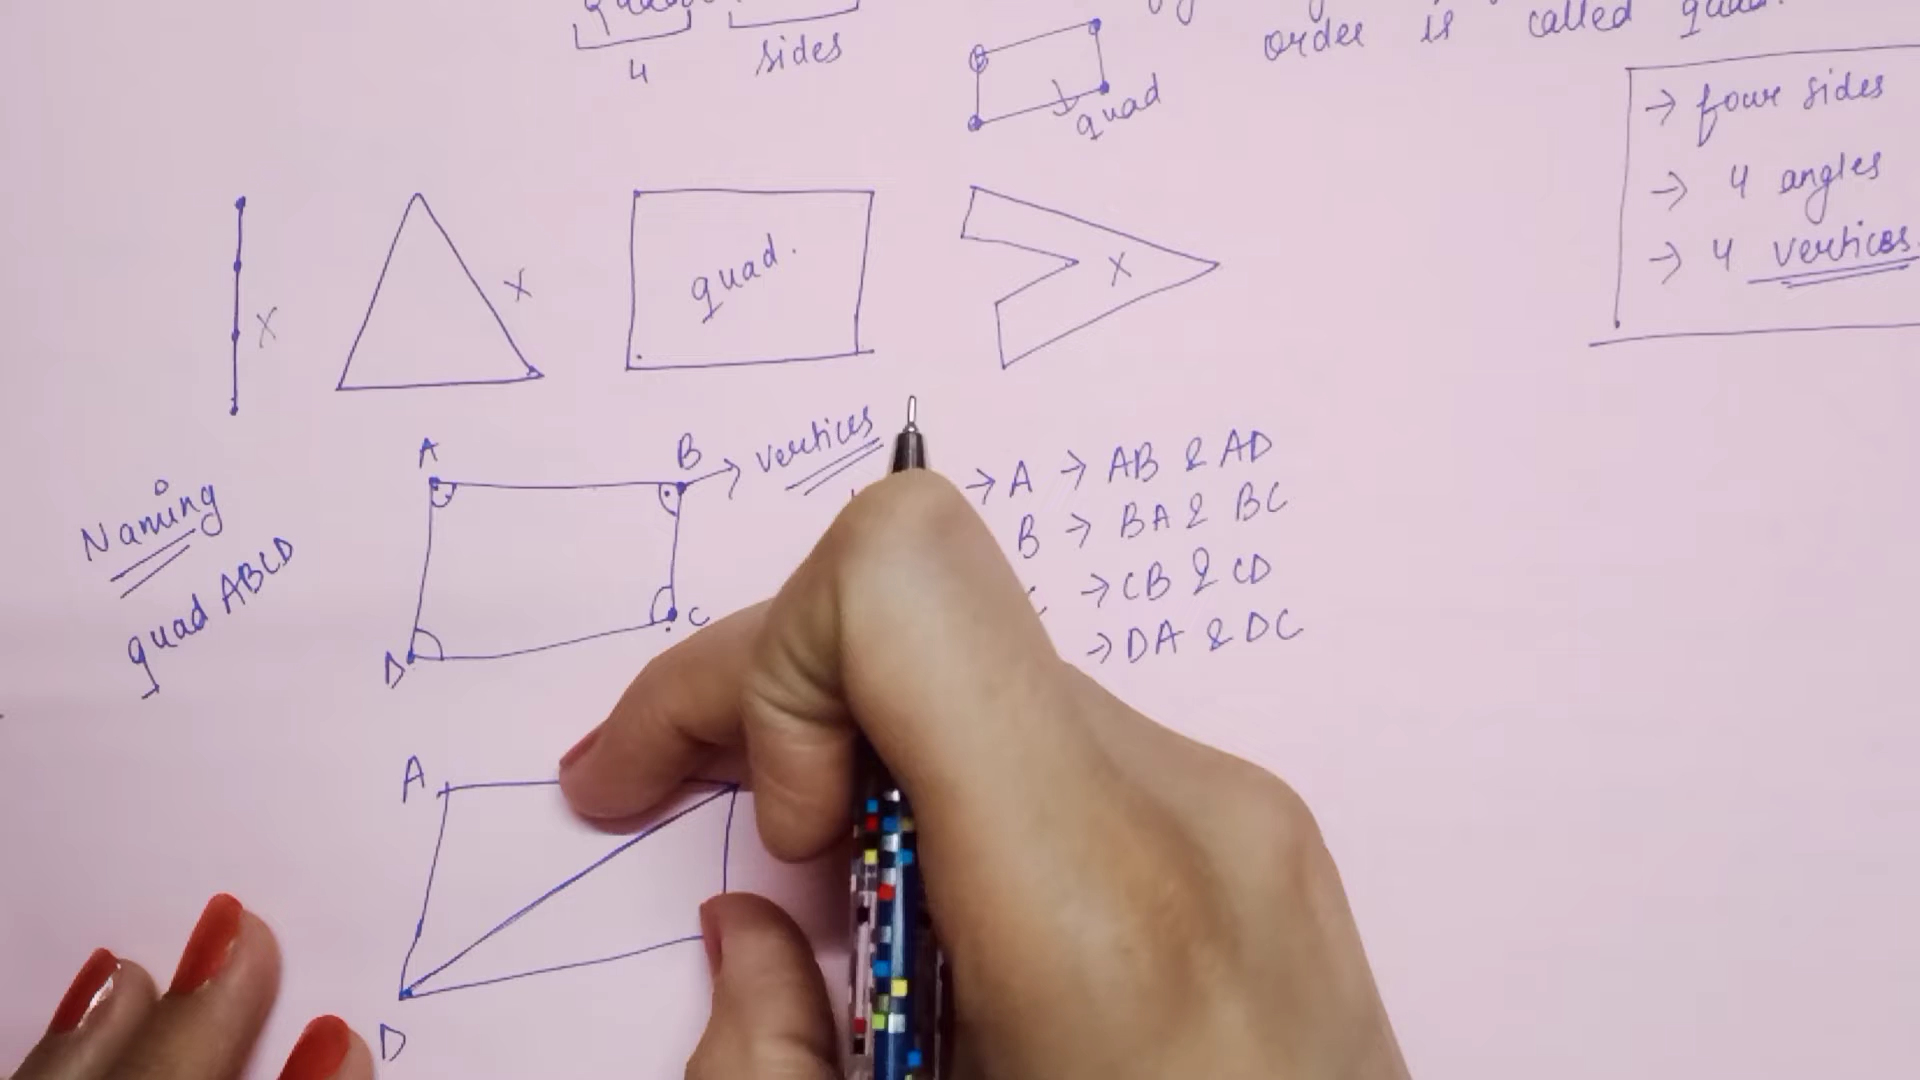 4 sides
order is called
quad
→ four sides
→ 4 angles
→ 4 vertices
X
X
quad.
X
Naming
quad ABCD
A B → vertices
D C
→ A → AB & AD
B → BA & BC
→ CB & CD
→ DA & DC
A
D